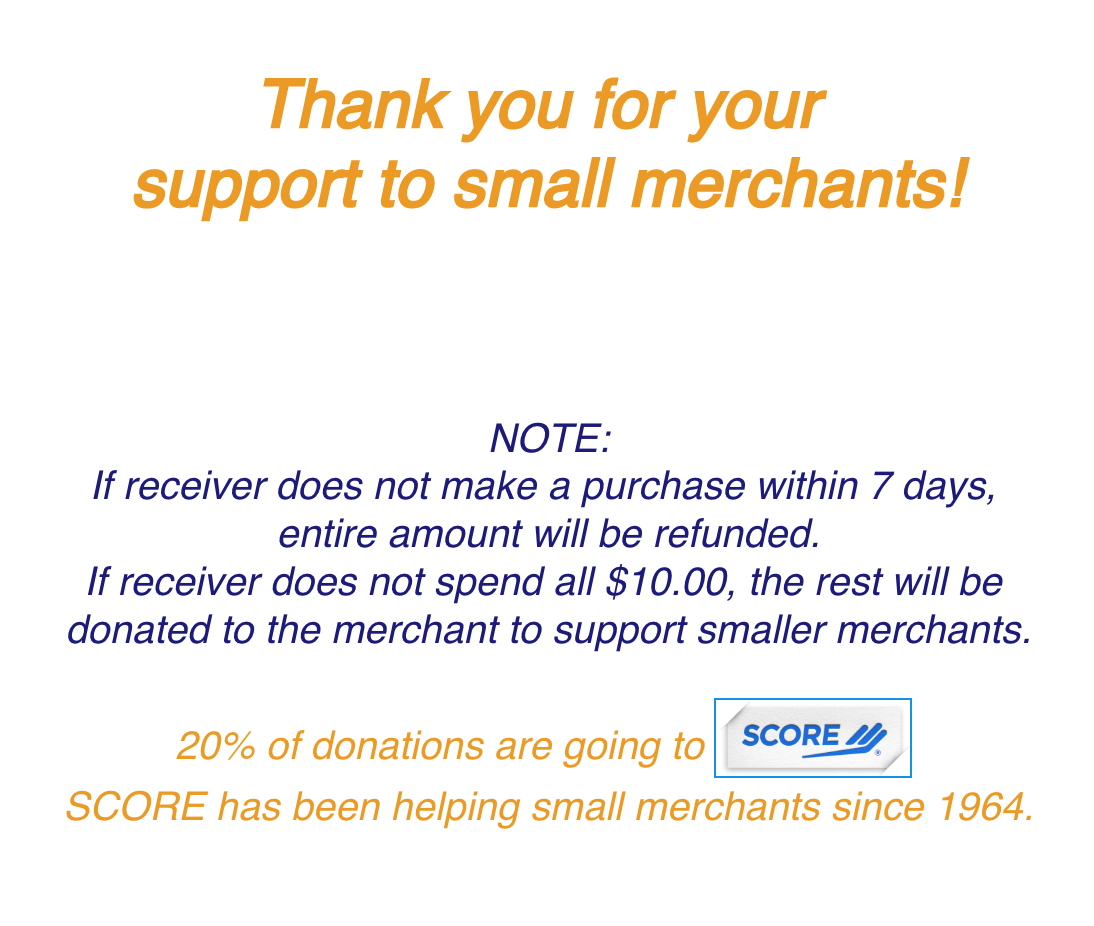 Thank you for your
support to small merchants!
NOTE:
If receiver does not make a purchase within 7 days,
entire amount will be refunded.
If receiver does not spend all $10.00, the rest will be
donated to the merchant to support smaller merchants.
20% of donations are going to SCORE ®
SCORE has been helping small merchants since 1964.